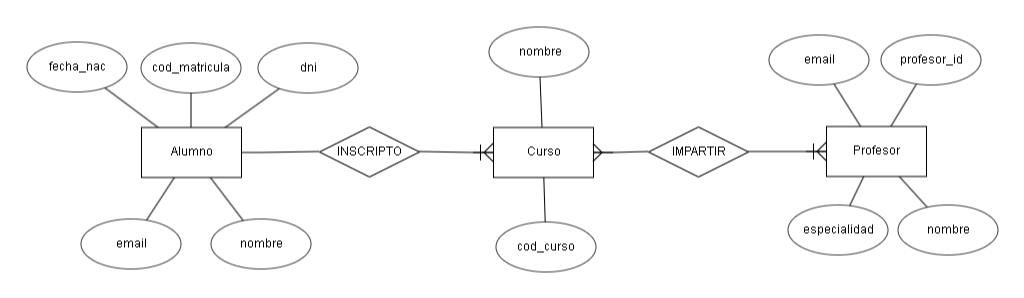 nombre
email
profesor_id
fecha_nac
cod_matricula
dni
Alumno
INSCRIPTO
Curso
IMPARTIR
Profesor
email
nombre
cod_curso
especialidad
nombre